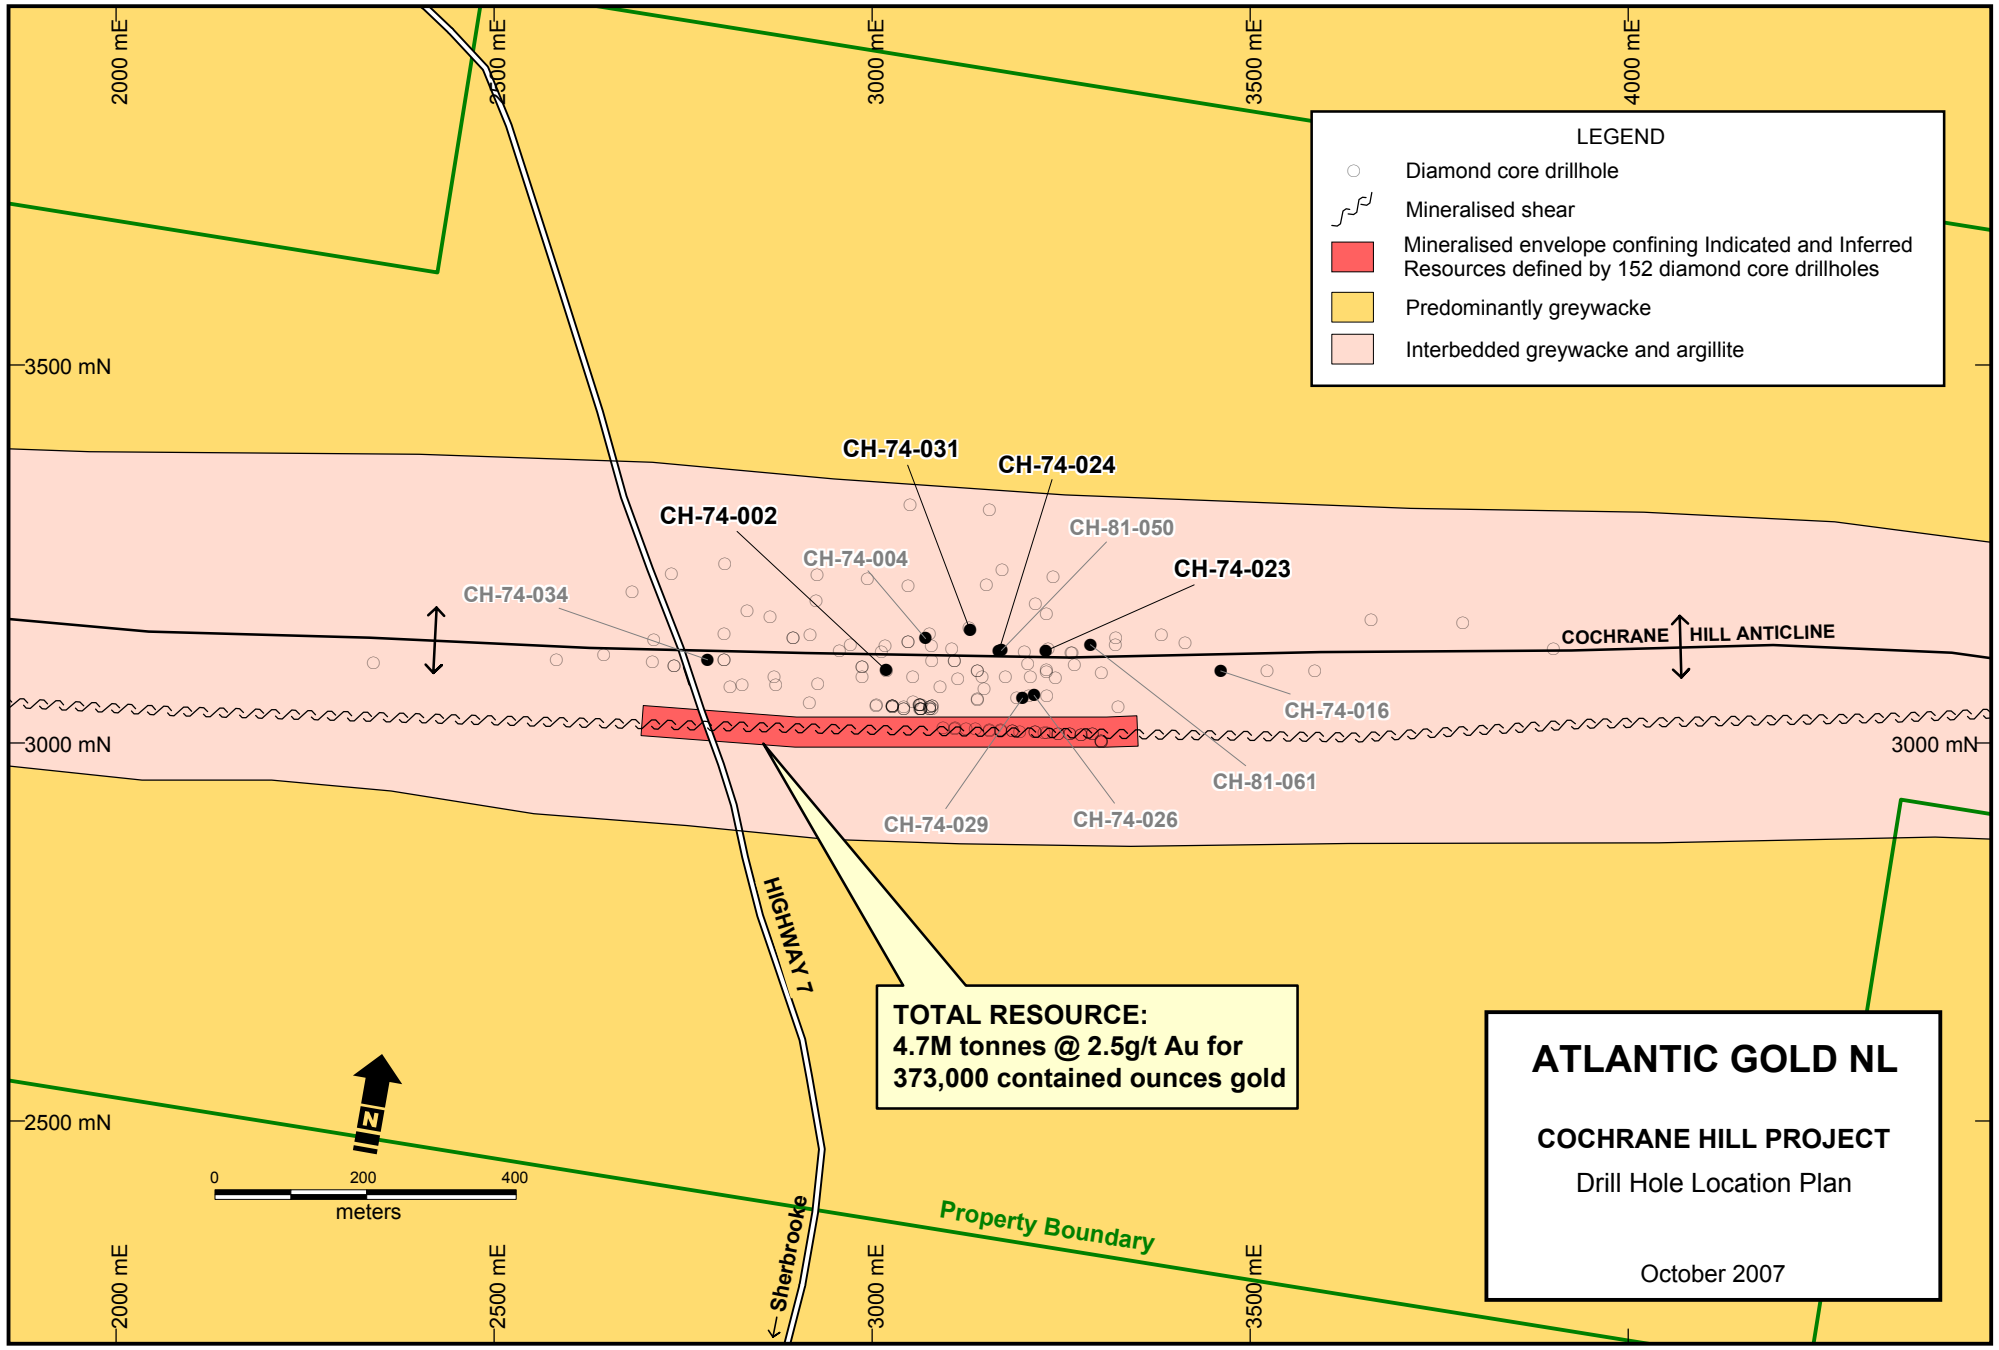 2000 mE
2500 mE
3000 mE
3500 mE
4000 mE
LEGEND
Diamond core drillhole
Mineralised shear
Mineralised envelope confining Indicated and Inferred
Resources defined by 152 diamond core drillholes
Predominantly greywacke
Interbedded greywacke and argillite
3500 mN
CH-74-031
CH-74-024
CH-74-002
CH-81-050
CH-74-004
CH-74-023
CH-74-034
COCHRANE HILL ANTICLINE
CH-74-016
3000 mN
3000 mN
CH-81-061
CH-74-029
CH-74-026
HIGHWAY 7
TOTAL RESOURCE:
4.7M tonnes @ 2.5g/t Au for
373,000 contained ounces gold
ATLANTIC GOLD NL
COCHRANE HILL PROJECT
Drill Hole Location Plan
October 2007
2500 mN
N
0 200 400
meters
← Sherbrooke
Property Boundary
2000 mE
2500 mE
3000 mE
3500 mE